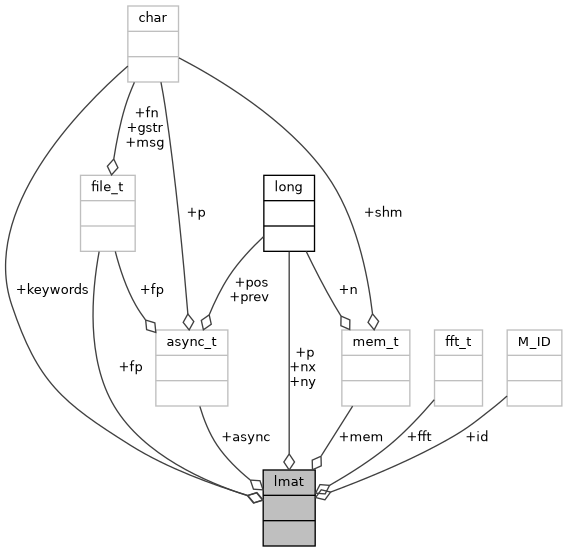 char
+fn
+gstr
+msg
file_t
long
+p
+shm
+keywords
+fp
+pos
+prev
+n
async_t
mem_t
fft_t
M_ID
+p
+nx
+ny
+fp
+async
+mem
+fft
+id
lmat